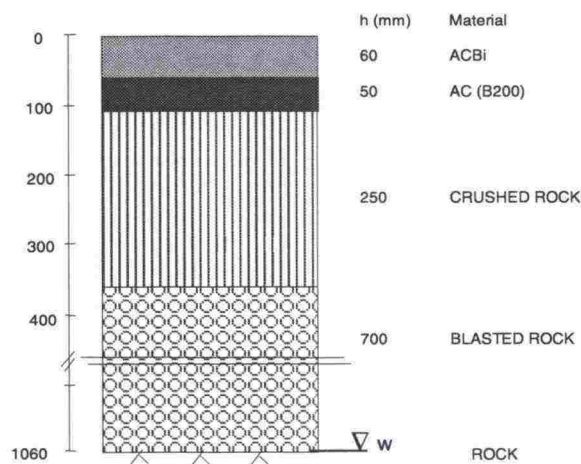 h (mm) Material
0
60 ACBi
50 AC (B200)
100
200
250 CRUSHED ROCK
300
400
700 BLASTED ROCK
1060 W ROCK